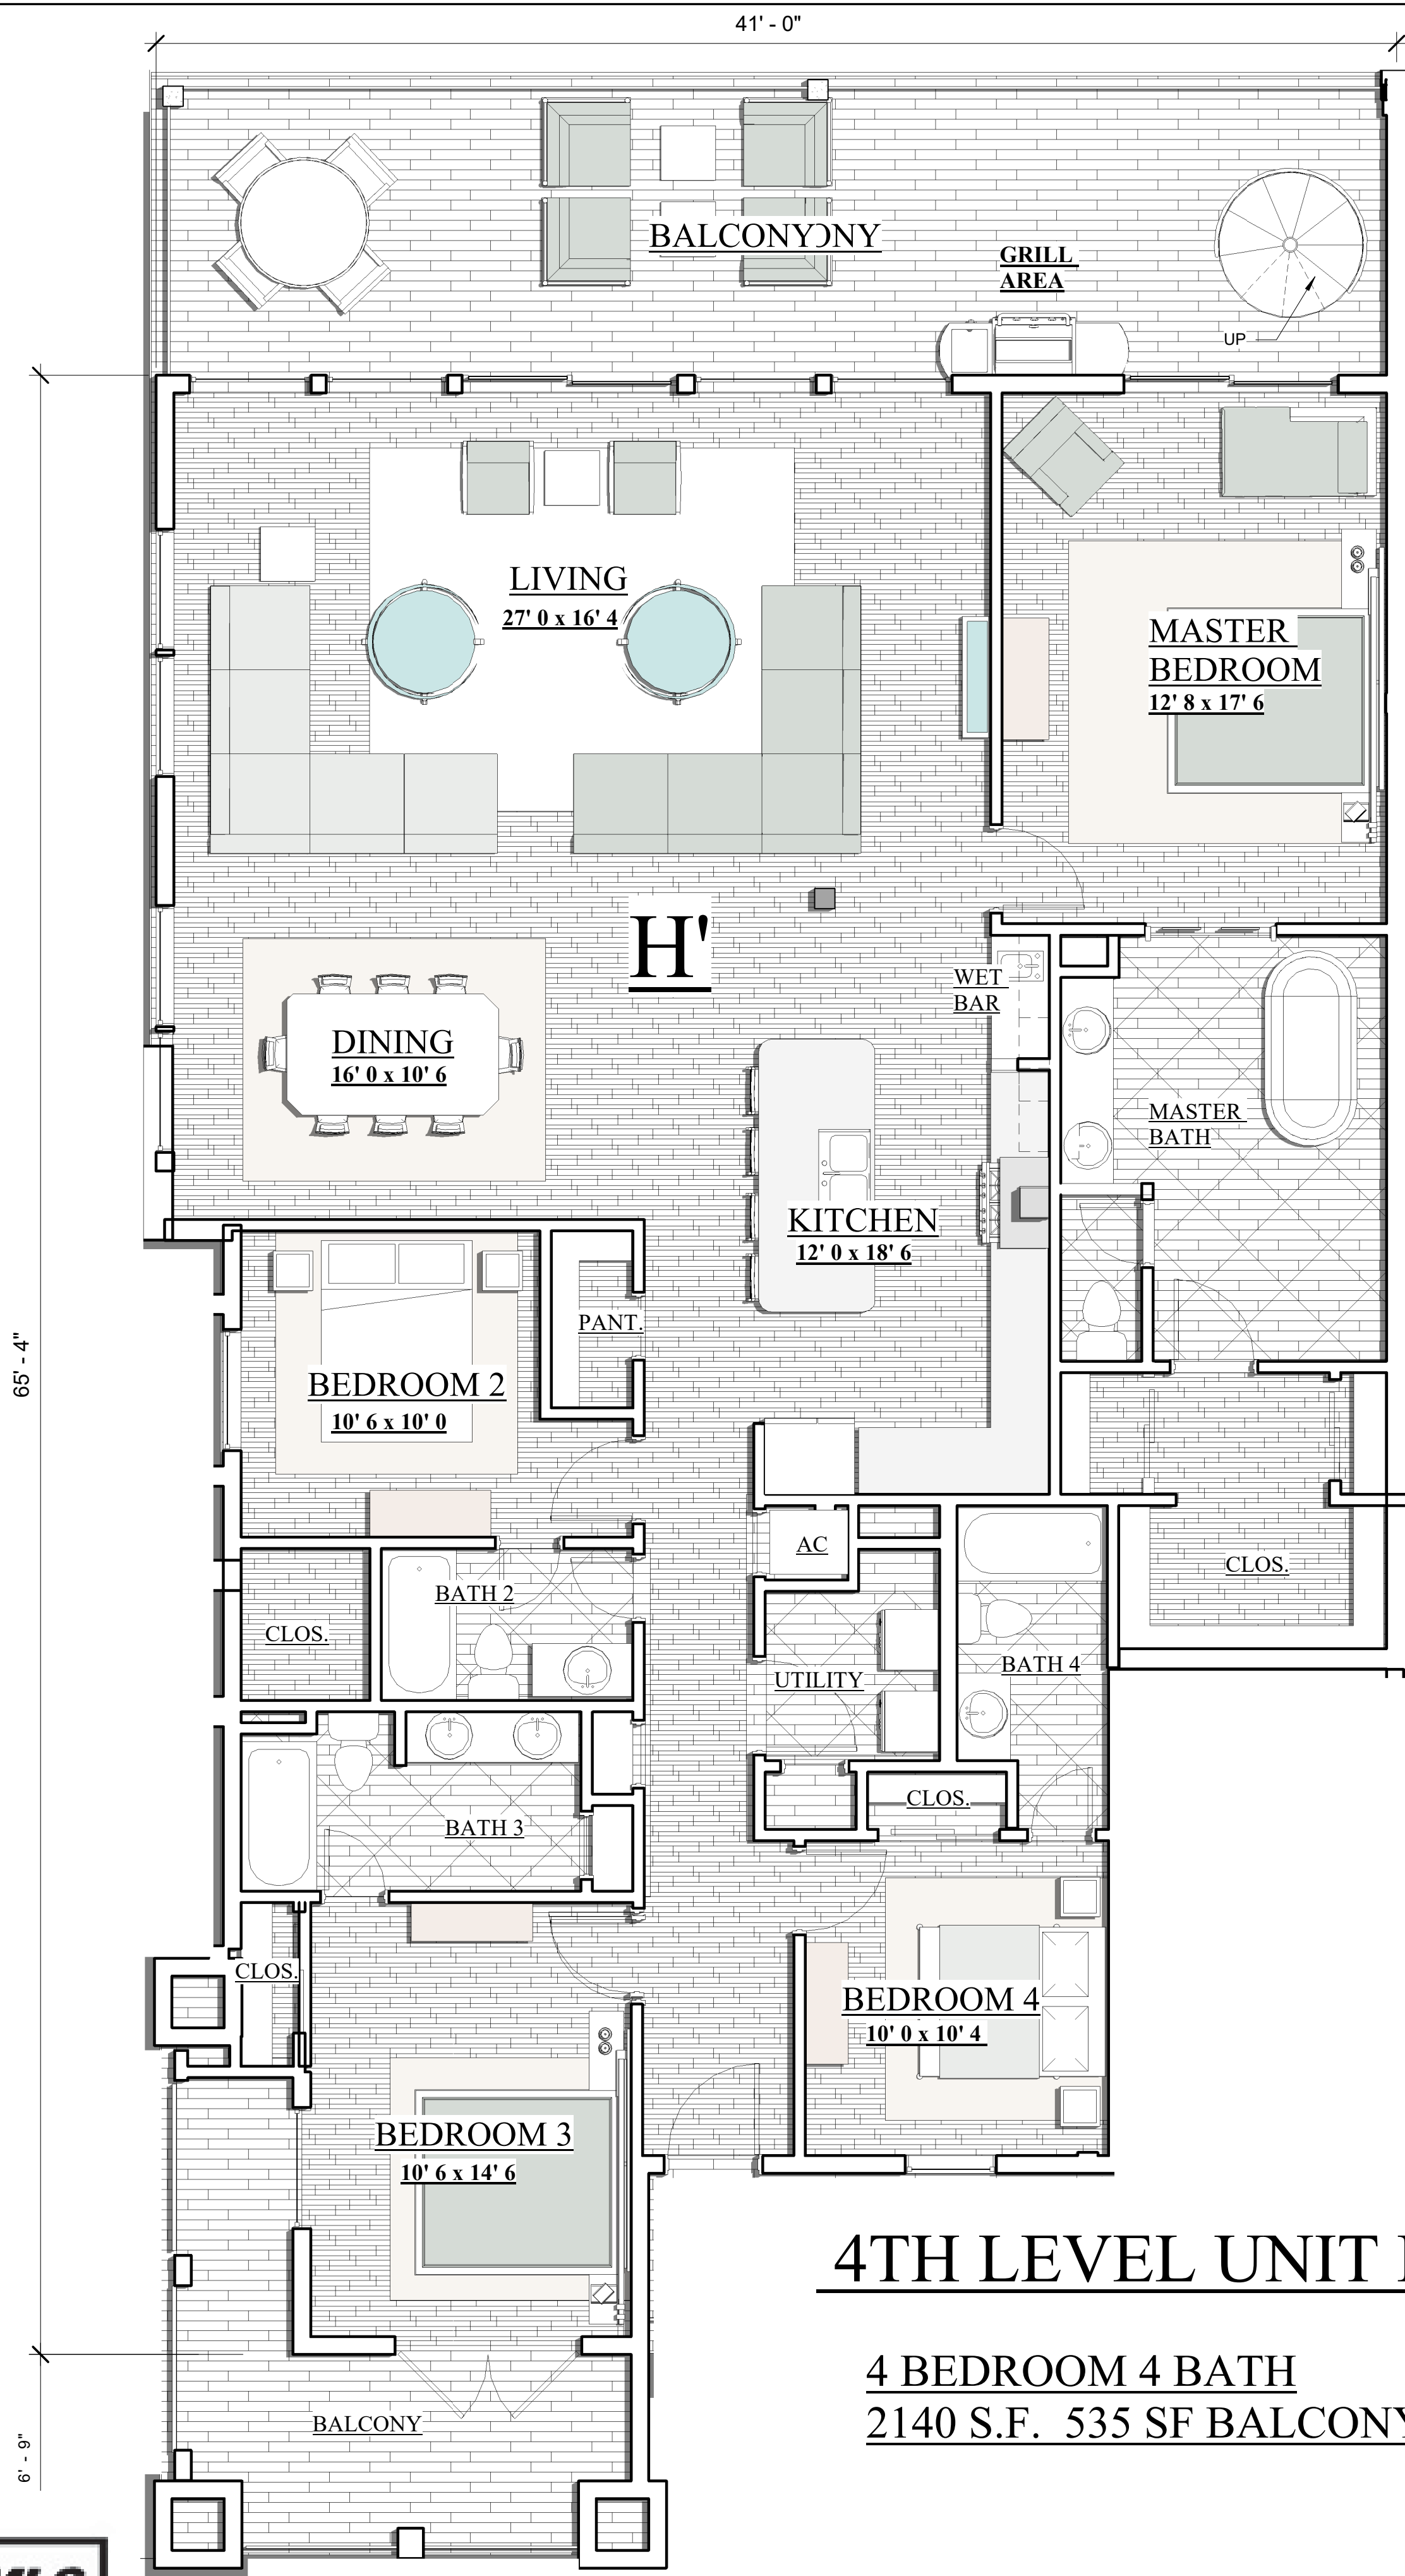 41' - 0"
BALCONY
GRILL
AREA
UP
LIVING
27' 0 x 16' 4
MASTER
BEDROOM
12' 8 x 17' 6
H'
WET
BAR
DINING
16' 0 x 10' 6
MASTER
BATH
KITCHEN
12' 0 x 18' 6
PANT.
65' - 4"
BEDROOM 2
10' 6 x 10' 0
AC
CLOS.
BATH 2
CLOS.
UTILITY
BATH 4
CLOS.
BATH 3
CLOS.
BEDROOM 4
10' 0 x 10' 4
BEDROOM 3
10' 6 x 14' 6
4TH LEVEL UNIT
4 BEDROOM 4 BATH
2140 S.F. 535 SF BALCONY
BALCONY
6' - 9"